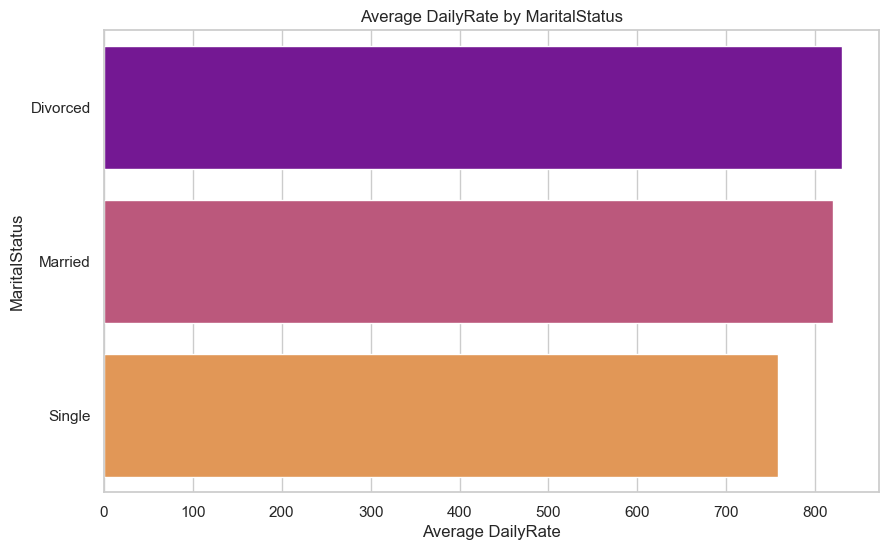 Average DailyRate by MaritalStatus
MaritalStatus
Divorced
Married
Single
0 100 200 300 400 500 600 700 800
Average DailyRate